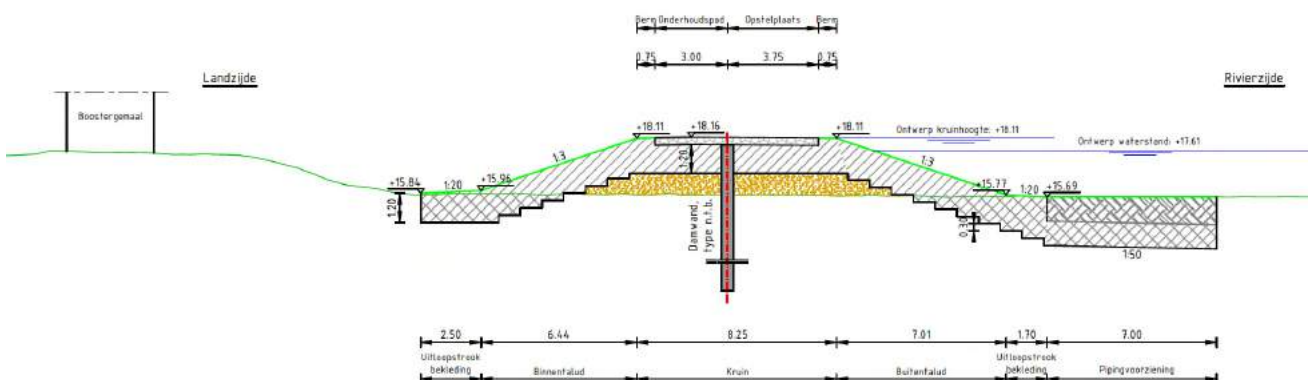 Berm Onderhoudspad Opstelplaats Berm
0.75 3.00 3.75 0.75
Landzijde
Rivierzijde
Boostergemaal
+18.11
+18.16
+18.11
Ontwerp kruinhoogte: +18.11
Ontwerp waterstand: +17.61
1:3
1.20
1:3
+15.84
1:20
+15.96
+15.77
1:20
+15.69
1.20
Damwand,
type n.t.b.
0.30
1:50
2.50 6.44 8.25 7.01 1.70 7.00
Uitloopstrook
bekleding
Binnentalud
Kruin
Buitentalud
Uitloopstrook
bekleding
Pipingvoorziening